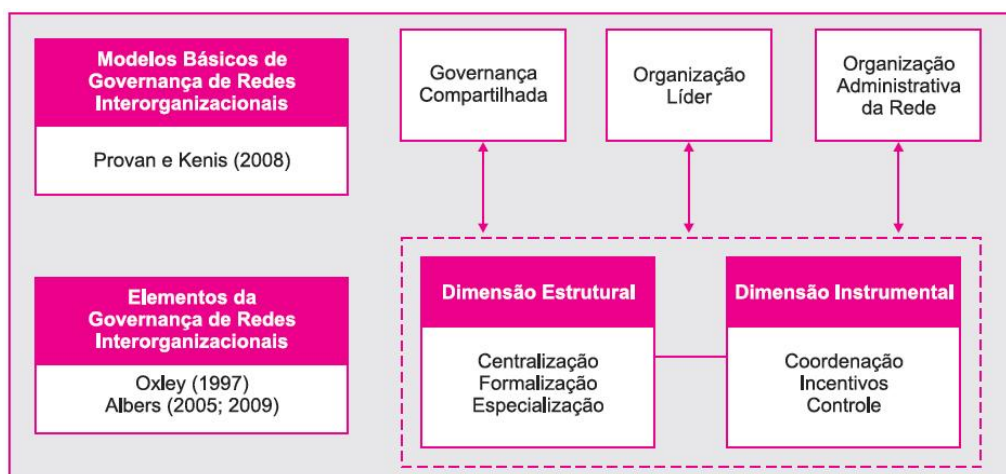 Modelos Básicos de
Governança de Redes
Interorganizacionais
Provan e Kenis (2008)
Governança
Compartilhada
Organização
Líder
Organização
Administrativa
da Rede
Elementos da
Governança de Redes
Interorganizacionais
Oxley (1997)
Albers (2005; 2009)
Dimensão Estrutural
Centralização
Formalização
Especialização
Dimensão Instrumental
Coordenação
Incentivos
Controle